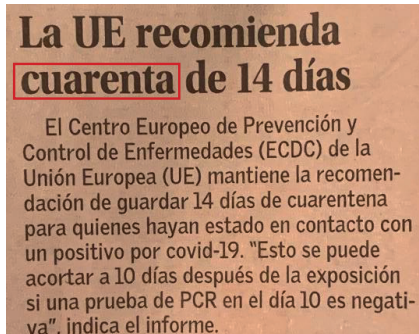 La UE recomienda
cuarenta de 14 días
El Centro Europeo de Prevención y
Control de Enfermedades (ECDC) de la
Unión Europea (UE) mantiene la recomen-
dación de guardar 14 días de cuarentena
para quienes hayan estado en contacto con
un positivo por covid-19. "Esto se puede
acortar a 10 días después de la exposición
si una prueba de PCR en el día 10 es negati-
va", indica el informe.